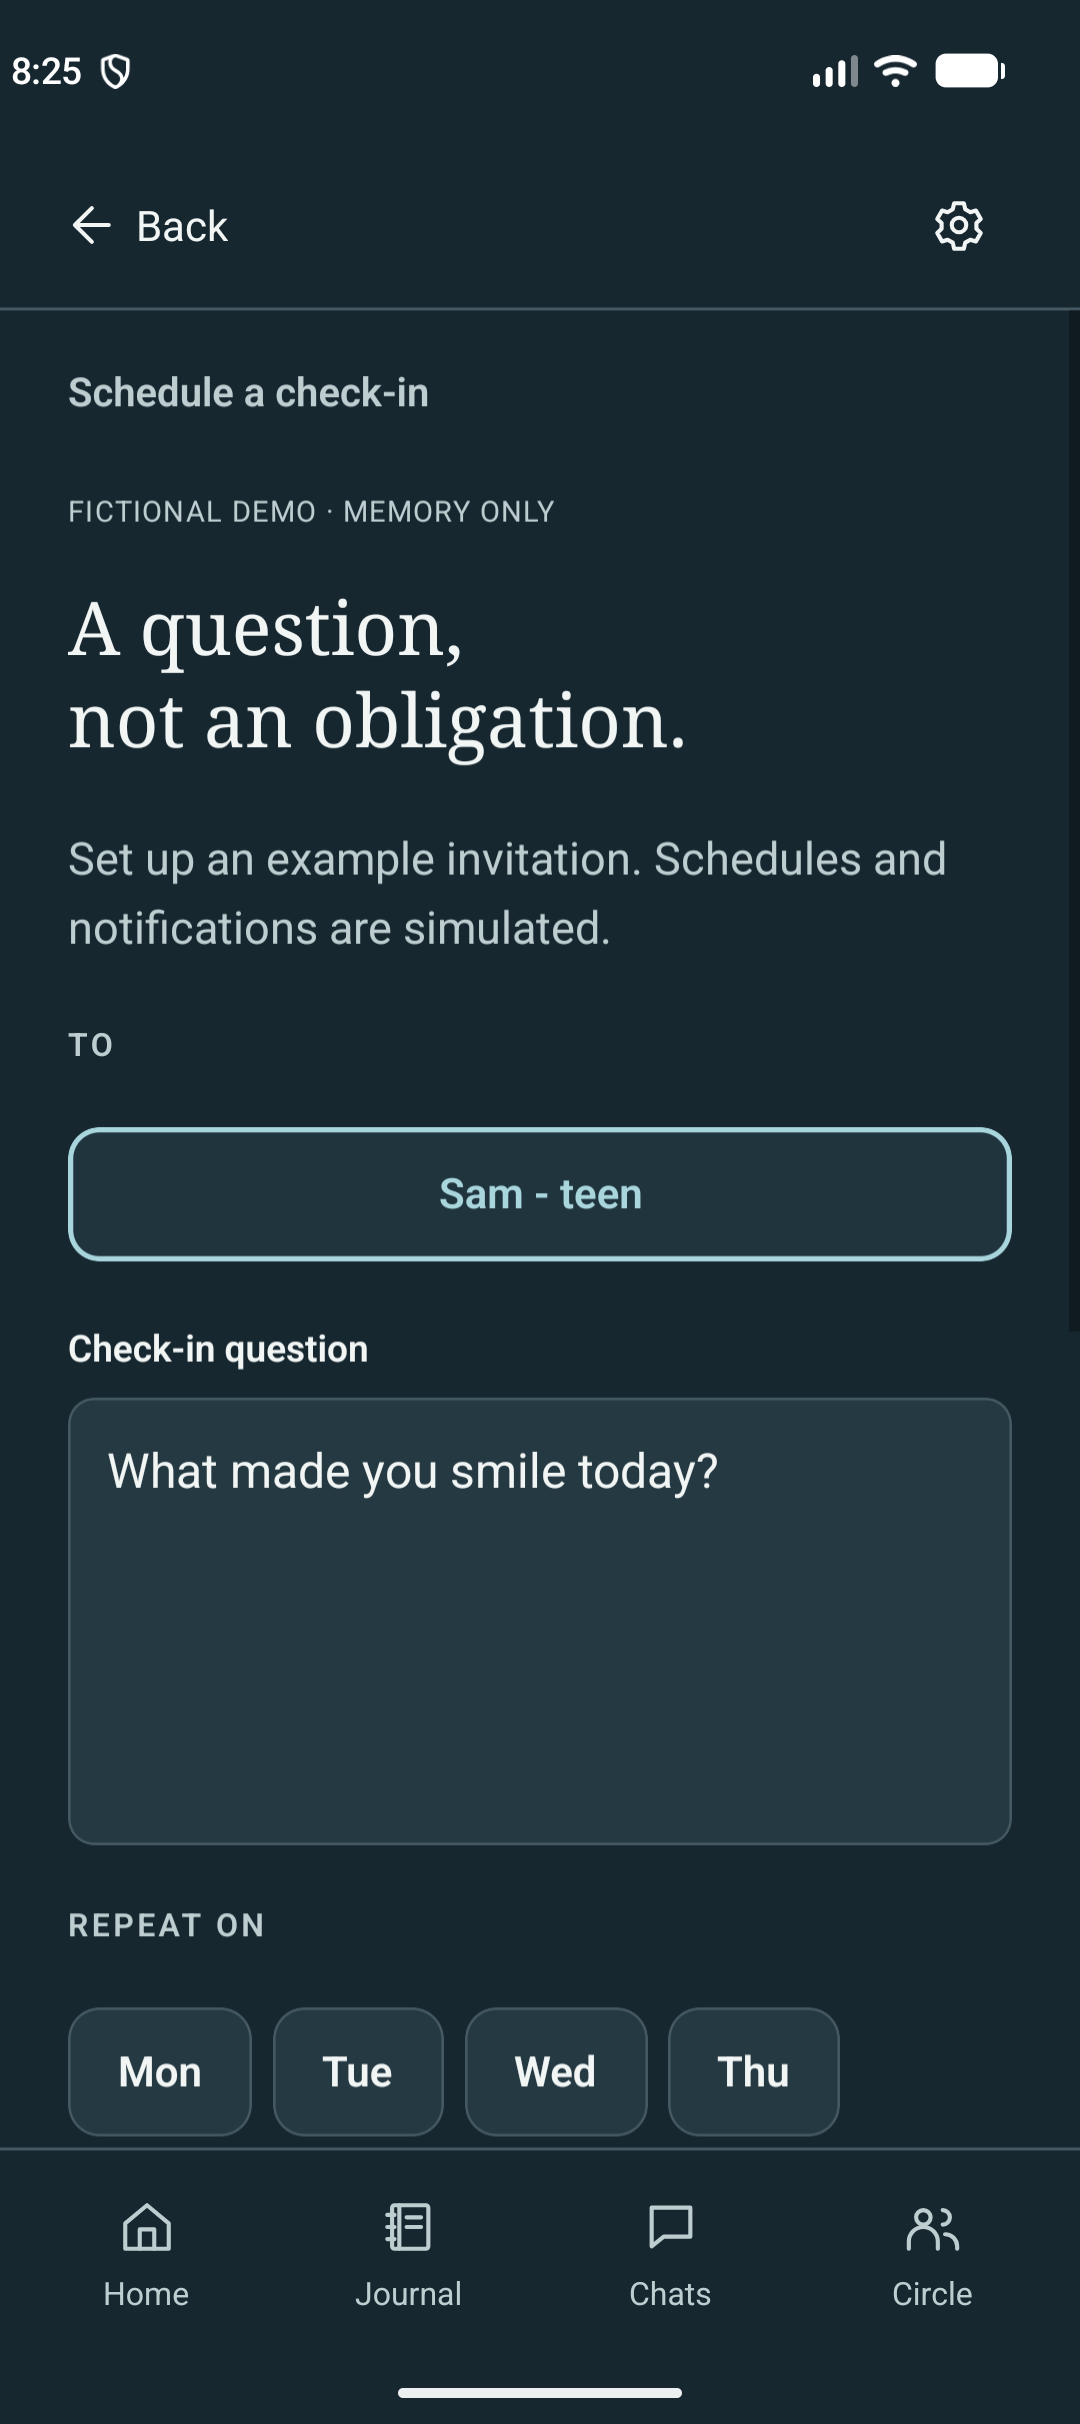 8:25
Back
Schedule a check-in
FICTIONAL DEMO · MEMORY ONLY
A question,
not an obligation.
Set up an example invitation. Schedules and
notifications are simulated.
TO
Sam - teen
Check-in question
What made you smile today?
REPEAT ON
Mon Tue Wed Thu
Home Journal Chats Circle